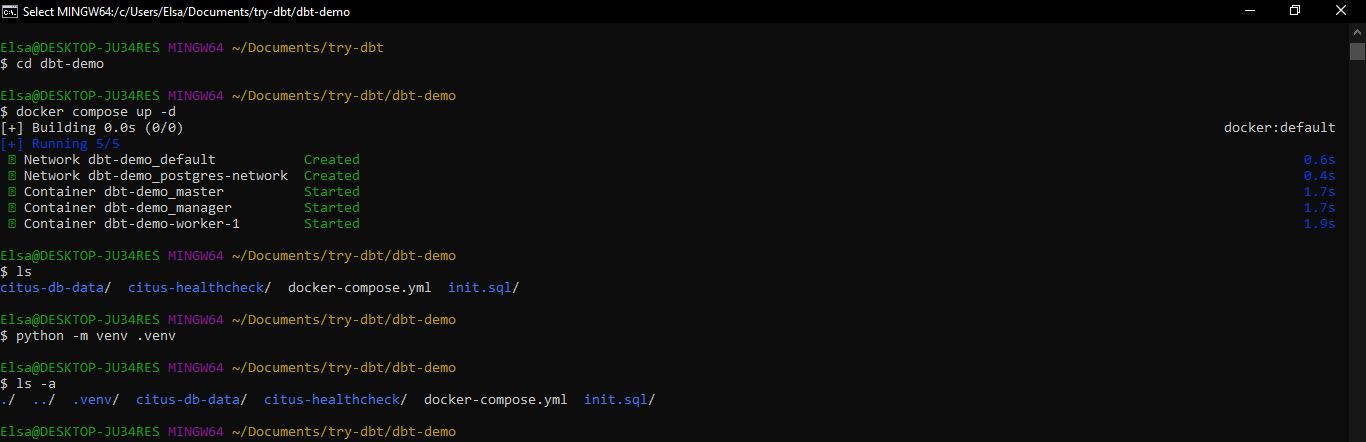 Select MINGW64:/c/Users/Elsa/Documents/try-dbt/dbt-demo
Elsa@DESKTOP-JU34RES MINGW64 ~/Documents/try-dbt
$ cd dbt-demo
Elsa@DESKTOP-JU34RES MINGW64 ~/Documents/try-dbt/dbt-demo
$ docker compose up -d
[+] Building 0.0s (0/0) docker:default
[+] Running 5/5
Network dbt-demo_default Created 0.6s
Network dbt-demo_postgres-network Created 0.4s
Container dbt-demo_master Started 1.7s
Container dbt-demo_manager Started 1.7s
Container dbt-demo-worker-1 Started 1.9s
Elsa@DESKTOP-JU34RES MINGW64 ~/Documents/try-dbt/dbt-demo
$ ls
citus-db-data/ citus-healthcheck/ docker-compose.yml init.sql/
Elsa@DESKTOP-JU34RES MINGW64 ~/Documents/try-dbt/dbt-demo
$ python -m venv .venv
Elsa@DESKTOP-JU34RES MINGW64 ~/Documents/try-dbt/dbt-demo
$ ls -a
./ ../ .venv/ citus-db-data/ citus-healthcheck/ docker-compose.yml init.sql/
Elsa@DESKTOP-JU34RES MINGW64 ~/Documents/try-dbt/dbt-demo